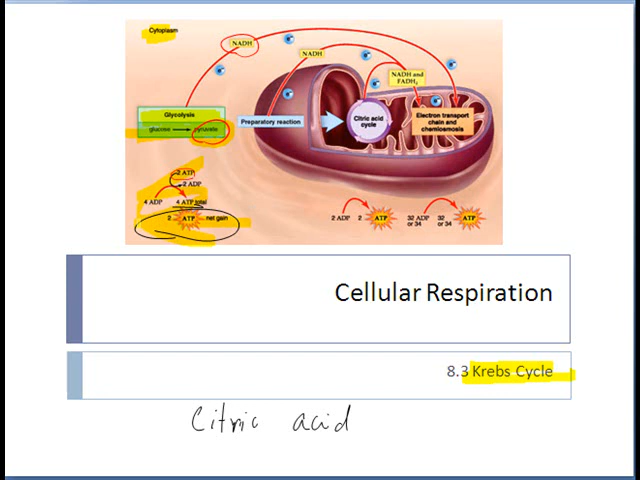 Cytoplasm
NADH
NADH
NADH and
FADH₂
e⁻
e⁻
e⁻
e⁻
e⁻
e⁻
Glycolysis
glucose → pyruvate
Preparatory reaction
Citric acid
cycle
Electron transport
chain and
chemiosmosis
2 ATP
2 ADP
4 ADP
4 ATP total
2 ATP net gain
2 ADP 2 ATP
32 ADP
or 34
32
or 34
ATP
Cellular Respiration
8.3 Krebs Cycle
Citric acid